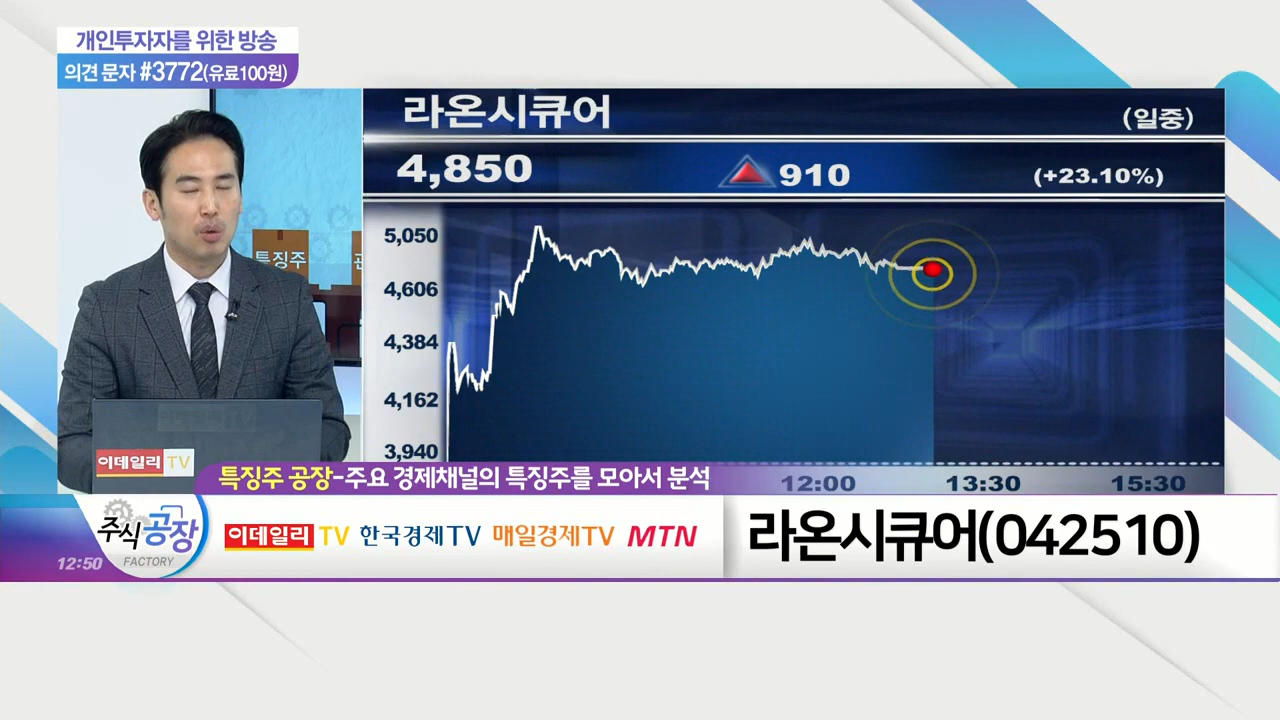 개인투자자를 위한 방송
의견 문자 #3772(유료100원)
라온시큐어
(일중)
4,850
910
(+23.10%)
특징주
5,050
4,606
4,384
4,162
3,940
12:00
13:30
15:30
이데일리 TV
특징주 공장-주요 경제채널의 특징주를 모아서 분석
주식공장
FACTORY
12:50
이데일리 TV 한국경제TV 매일경제TV MTN
라온시큐어(042510)